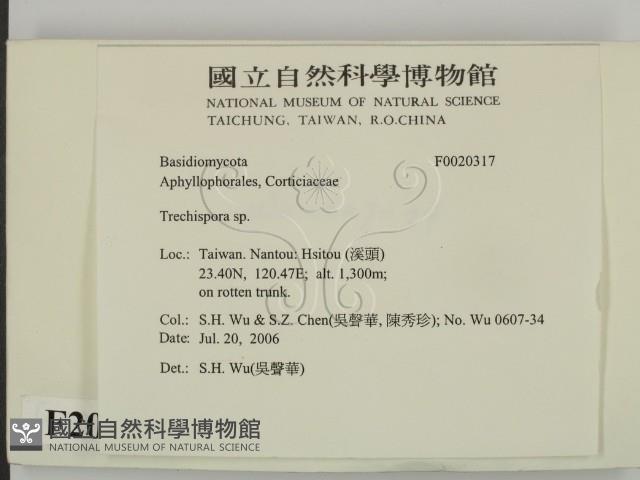 國立自然科學博物館
NATIONAL MUSEUM OF NATURAL SCIENCE
TAICHUNG, TAIWAN, R.O.CHINA
Basidiomycota F0020317
Aphyllophorales, Corticiaceae
Trechispora sp.
Loc.: Taiwan. Nantou: Hsitou (溪頭)
23.40N, 120.47E; alt. 1,300m;
on rotten trunk.
Col.: S.H. Wu & S.Z. Chen(吳聲華, 陳秀珍); No. Wu 0607-34
Date: Jul. 20, 2006
Det.: S.H. Wu(吳聲華)
F20
國立自然科學博物館
NATIONAL MUSEUM OF NATURAL SCIENCE